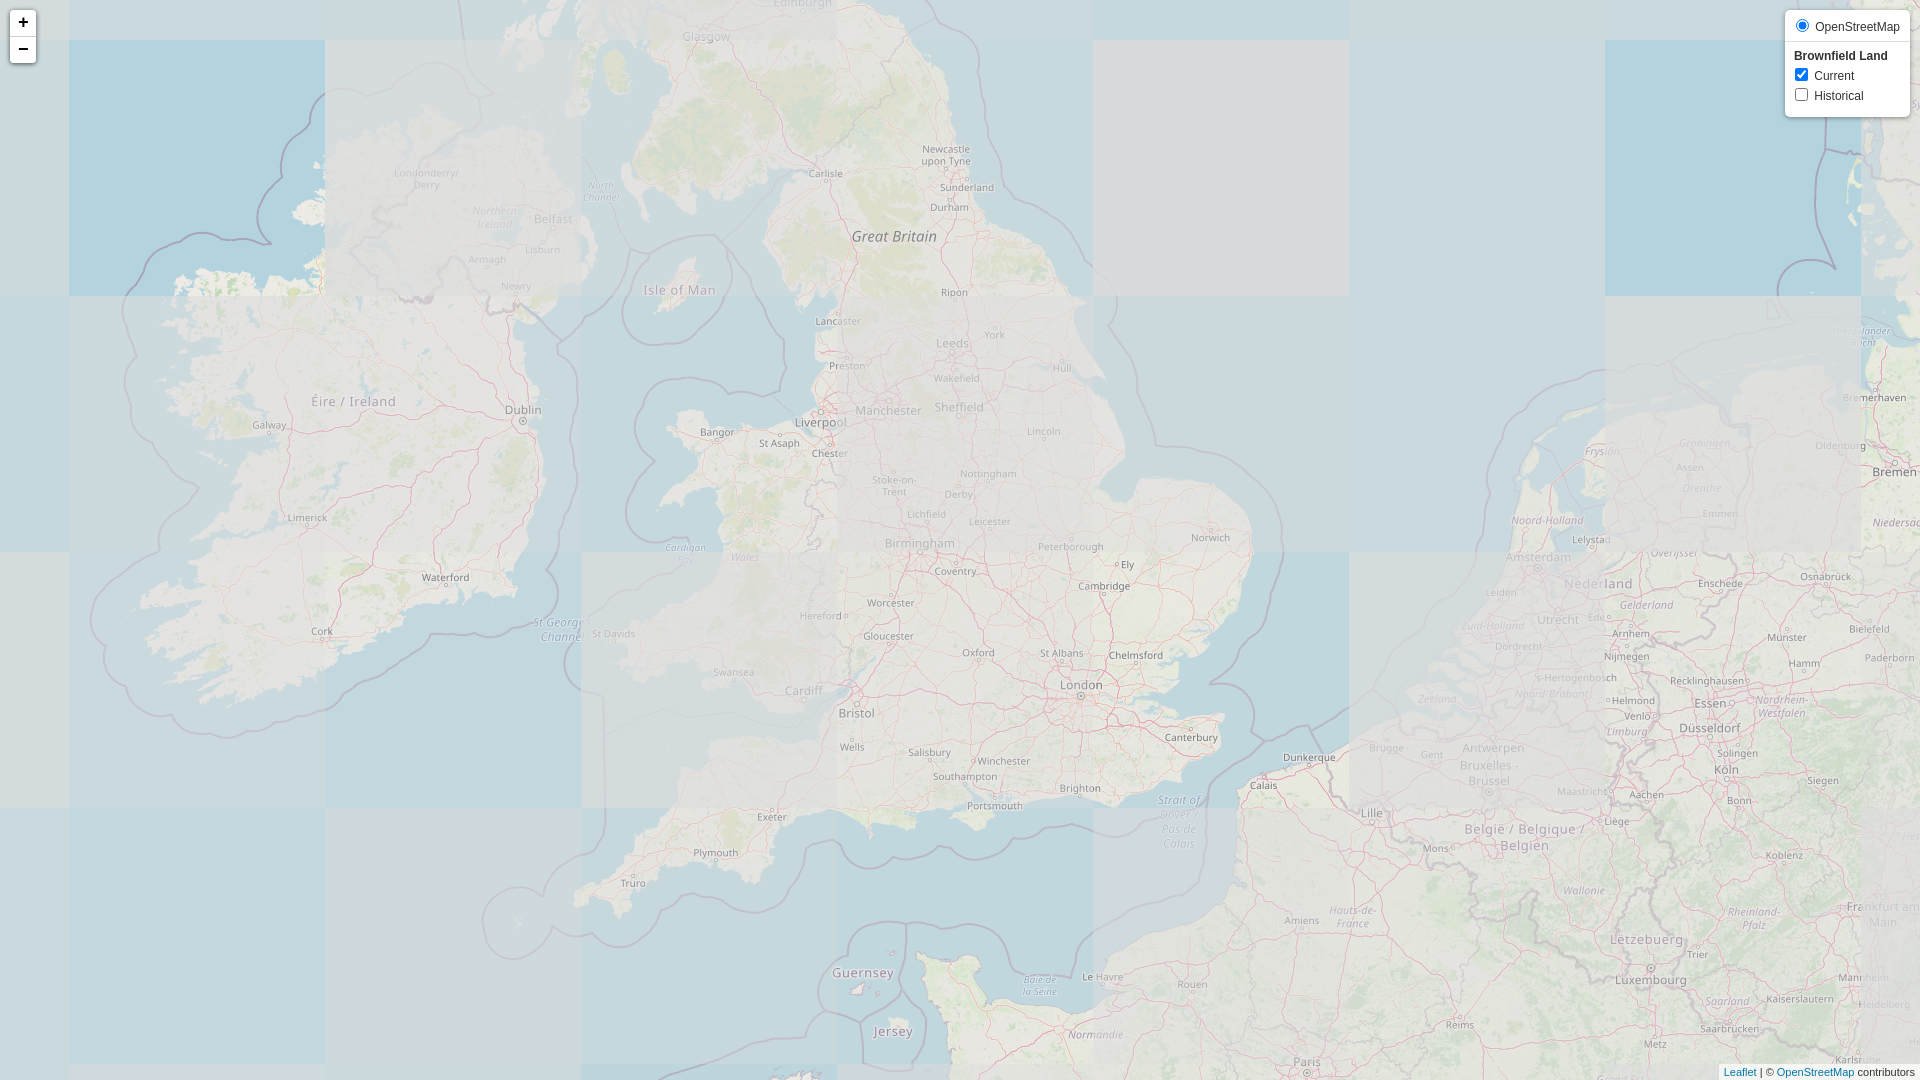 +
−
OpenStreetMap
Brownfield Land
Current
Historical
Edinburgh
Glasgow
Newcastle
upon Tyne
Londonderry/
Derry
Carlisle
North
Channel
Sunderland
Durham
Northern
Ireland
Belfast
Great Britain
Lisburn
Armagh
Newry
Isle of Man
Ripon
Lancaster
York
Leeds
Preston
Hull
Wakefield
Bremerhaven
Éire / Ireland
Dublin
Manchester
Sheffield
Galway
Liverpool
Bangor
Lincoln
St Asaph
Groningen
Oldenburg
Chester
Fryslân
Assen
Bremen
Nottingham
Stoke-on-
Trent
Drenthe
Derby
Limerick
Lichfield
Leicester
Emmen
Noord-Holland
Niedersac
Norwich
Lelystad
Birmingham
Peterborough
Cardigan
Bay
Wales
Amsterdam
Overijssel
Ely
Coventry
Waterford
Cambridge
Nederland
Enschede
Osnabrück
Leiden
Worcester
Gelderland
Hereford
Utrecht
Ede
St George
Channe
Cork
St Davids
Gloucester
Zuid-Holland
Arnhem
Münster
Bielefeld
Dordrecht
Oxford
St Albans
Chelmsford
Nijmegen
Paderborn
Hamm
Swansea
's-Hertogenbosch
Recklinghausen
London
Cardiff
Zeeland
Noord-Brabant
Helmond
Essen
Nordrhein-
Westfalen
Bristol
Venlo
Düsseldorf
Limburg
Canterbury
Wells
Salisbury
Brugge
Antwerpen
Gent
Solingen
Dunkerque
Winchester
Bruxelles -
Brussel
Köln
Southampton
Siegen
Calais
Brighton
Maastricht
Aachen
Strait of
Dover /
Pas de
Calais
Portsmouth
Bonn
Exeter
Lille
Liège
België / Belgique /
Belgien
Mons
Plymouth
Koblenz
Truro
Wallonie
Frankfurt am
Main
Hauts-de-
France
Amiens
Rheinland-
Pfalz
Lëtzebuerg
Trier
Guernsey
Le Havre
Baie de
la Seine
Rouen
Luxembourg
Mannheim
Kaiserslautern
Saarland
Heidelberg
Jersey
Normandie
Reims
Saarbrücken
Metz
Paris
Karlsruhe
Grand Est
Leaflet | © OpenStreetMap contributors